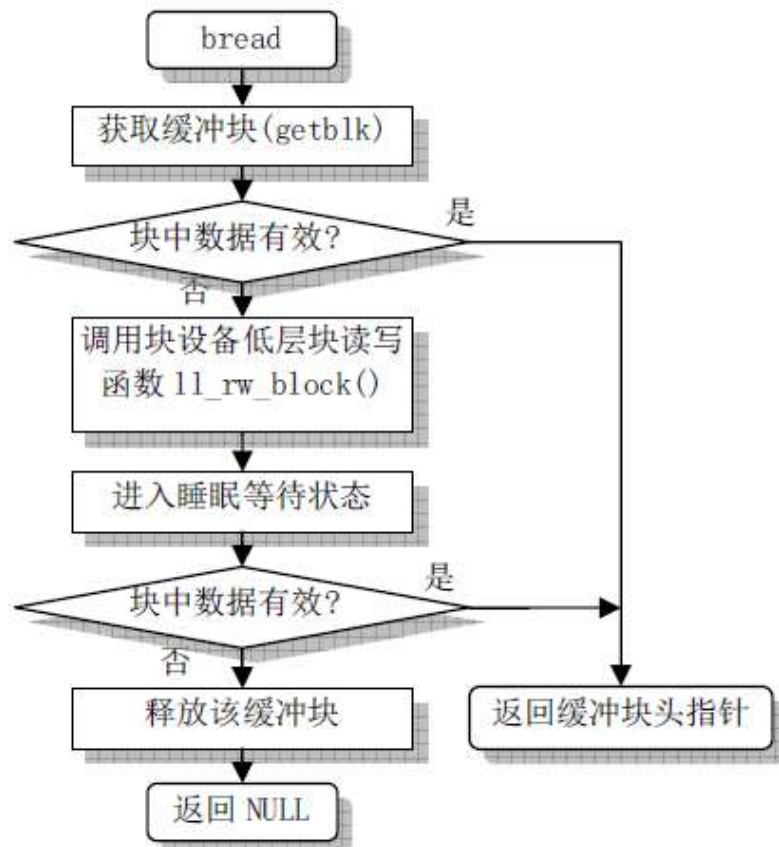 bread
获取缓冲块(getblk)
是
块中数据有效?
否
调用块设备低层块读写
函数 ll_rw_block()
进入睡眠等待状态
是
块中数据有效?
否
释放该缓冲块
返回缓冲块头指针
返回 NULL